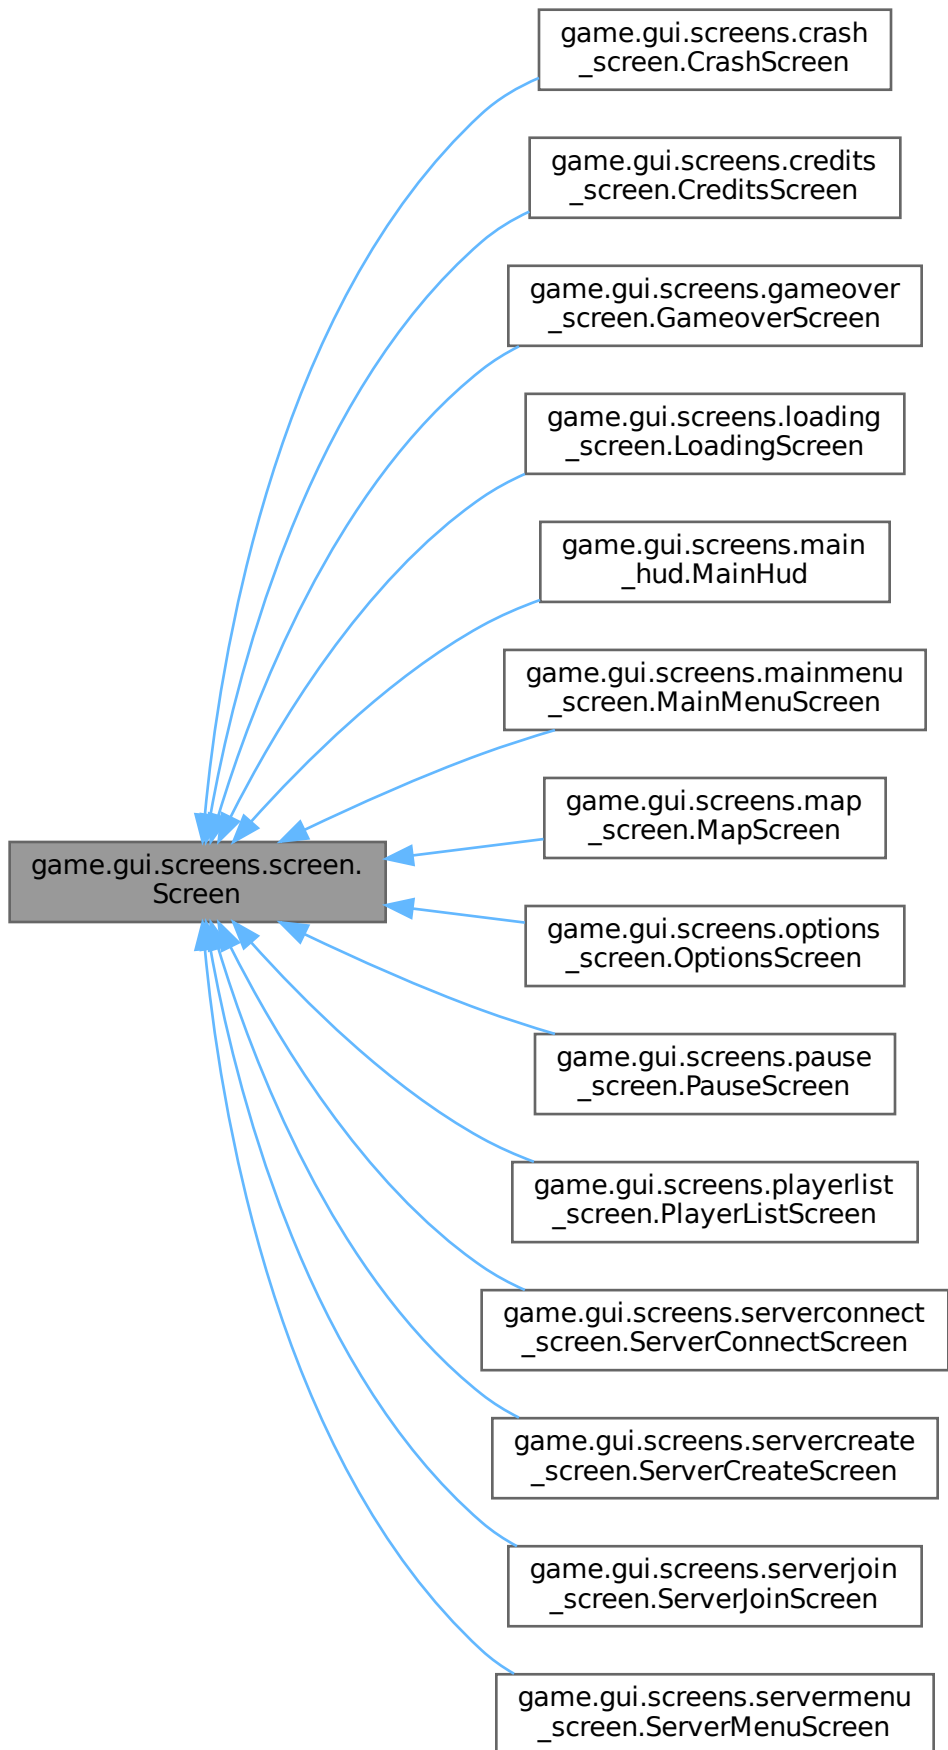 game.gui.screens.crash
_screen.CrashScreen
game.gui.screens.credits
_screen.CreditsScreen
game.gui.screens.gameover
_screen.GameoverScreen
game.gui.screens.loading
_screen.LoadingScreen
game.gui.screens.main
_hud.MainHud
game.gui.screens.mainmenu
_screen.MainMenuScreen
game.gui.screens.map
_screen.MapScreen
game.gui.screens.screen.
Screen
game.gui.screens.options
_screen.OptionsScreen
game.gui.screens.pause
_screen.PauseScreen
game.gui.screens.playerlist
_screen.PlayerListScreen
game.gui.screens.serverconnect
_screen.ServerConnectScreen
game.gui.screens.servercreate
_screen.ServerCreateScreen
game.gui.screens.serverjoin
_screen.ServerJoinScreen
game.gui.screens.servermenu
_screen.ServerMenuScreen